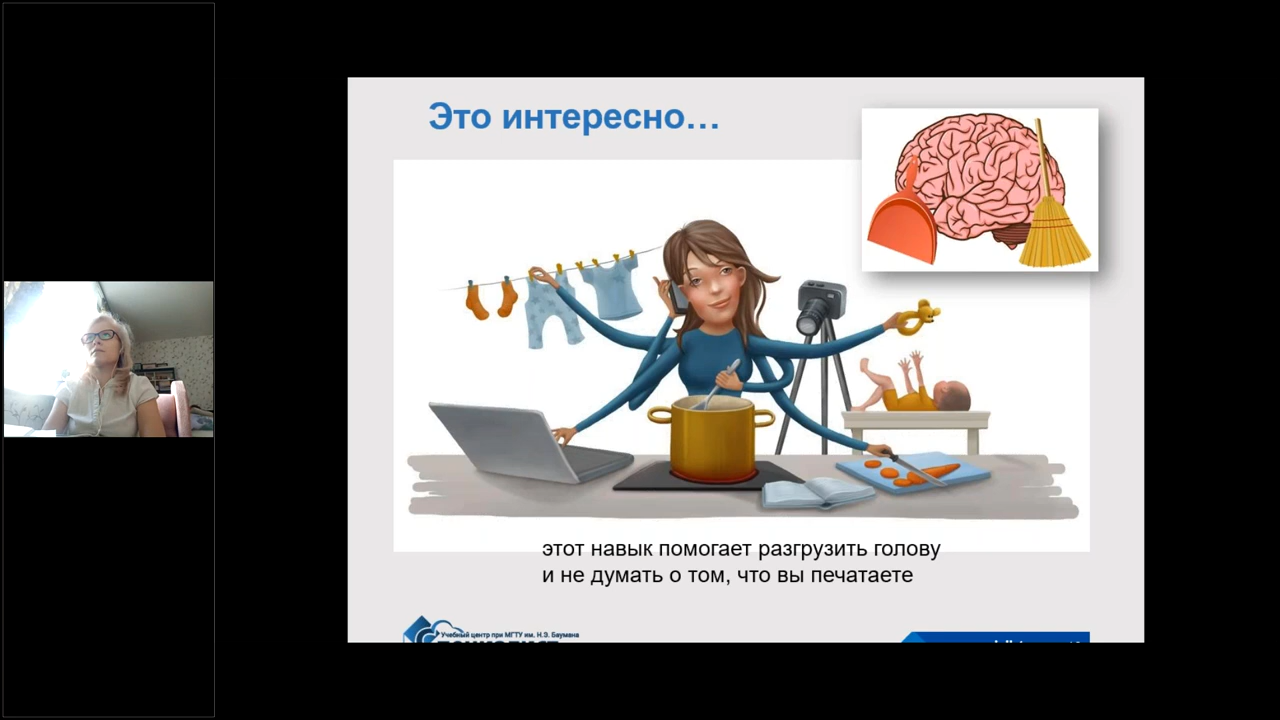 Это интересно…
этот навык помогает разгрузить голову
и не думать о том, что вы печатаете
Учебный центр при МГТУ им. Н.Э. Баумана